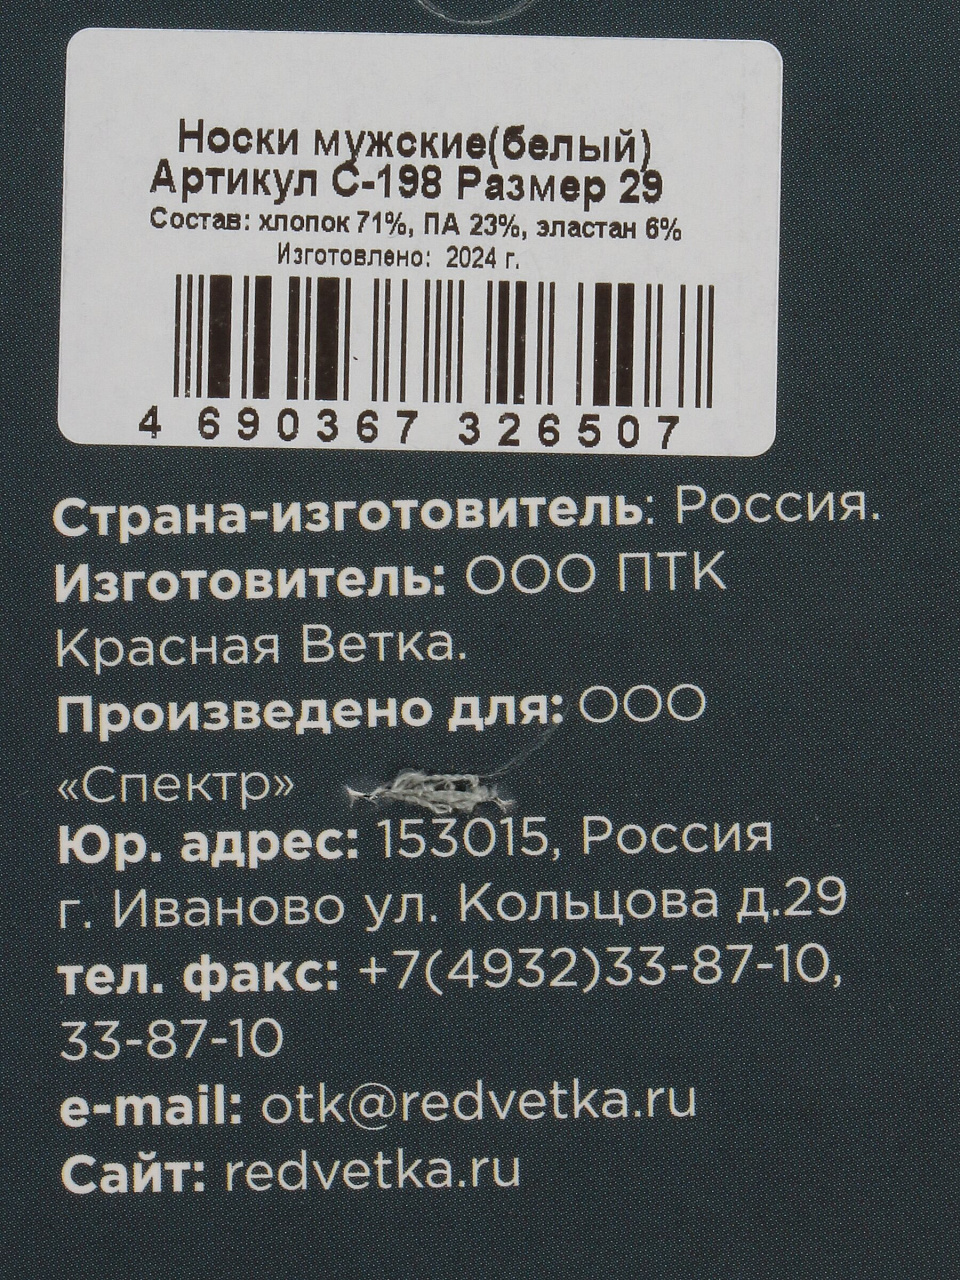 Носки мужские(белый)
Артикул С-198 Размер 29
Состав: хлопок 71%, ПА 23%, эластан 6%
Изготовлено: 2024 г.
4 690367 326507
Страна-изготовитель: Россия.
Изготовитель: ООО ПТК
Красная Ветка.
Произведено для: ООО
«Спектр»
Юр. адрес: 153015, Россия
г. Иваново ул. Кольцова д.29
тел. факс: +7(4932)33-87-10,
33-87-10
e-mail: otk@redvetka.ru
Сайт: redvetka.ru